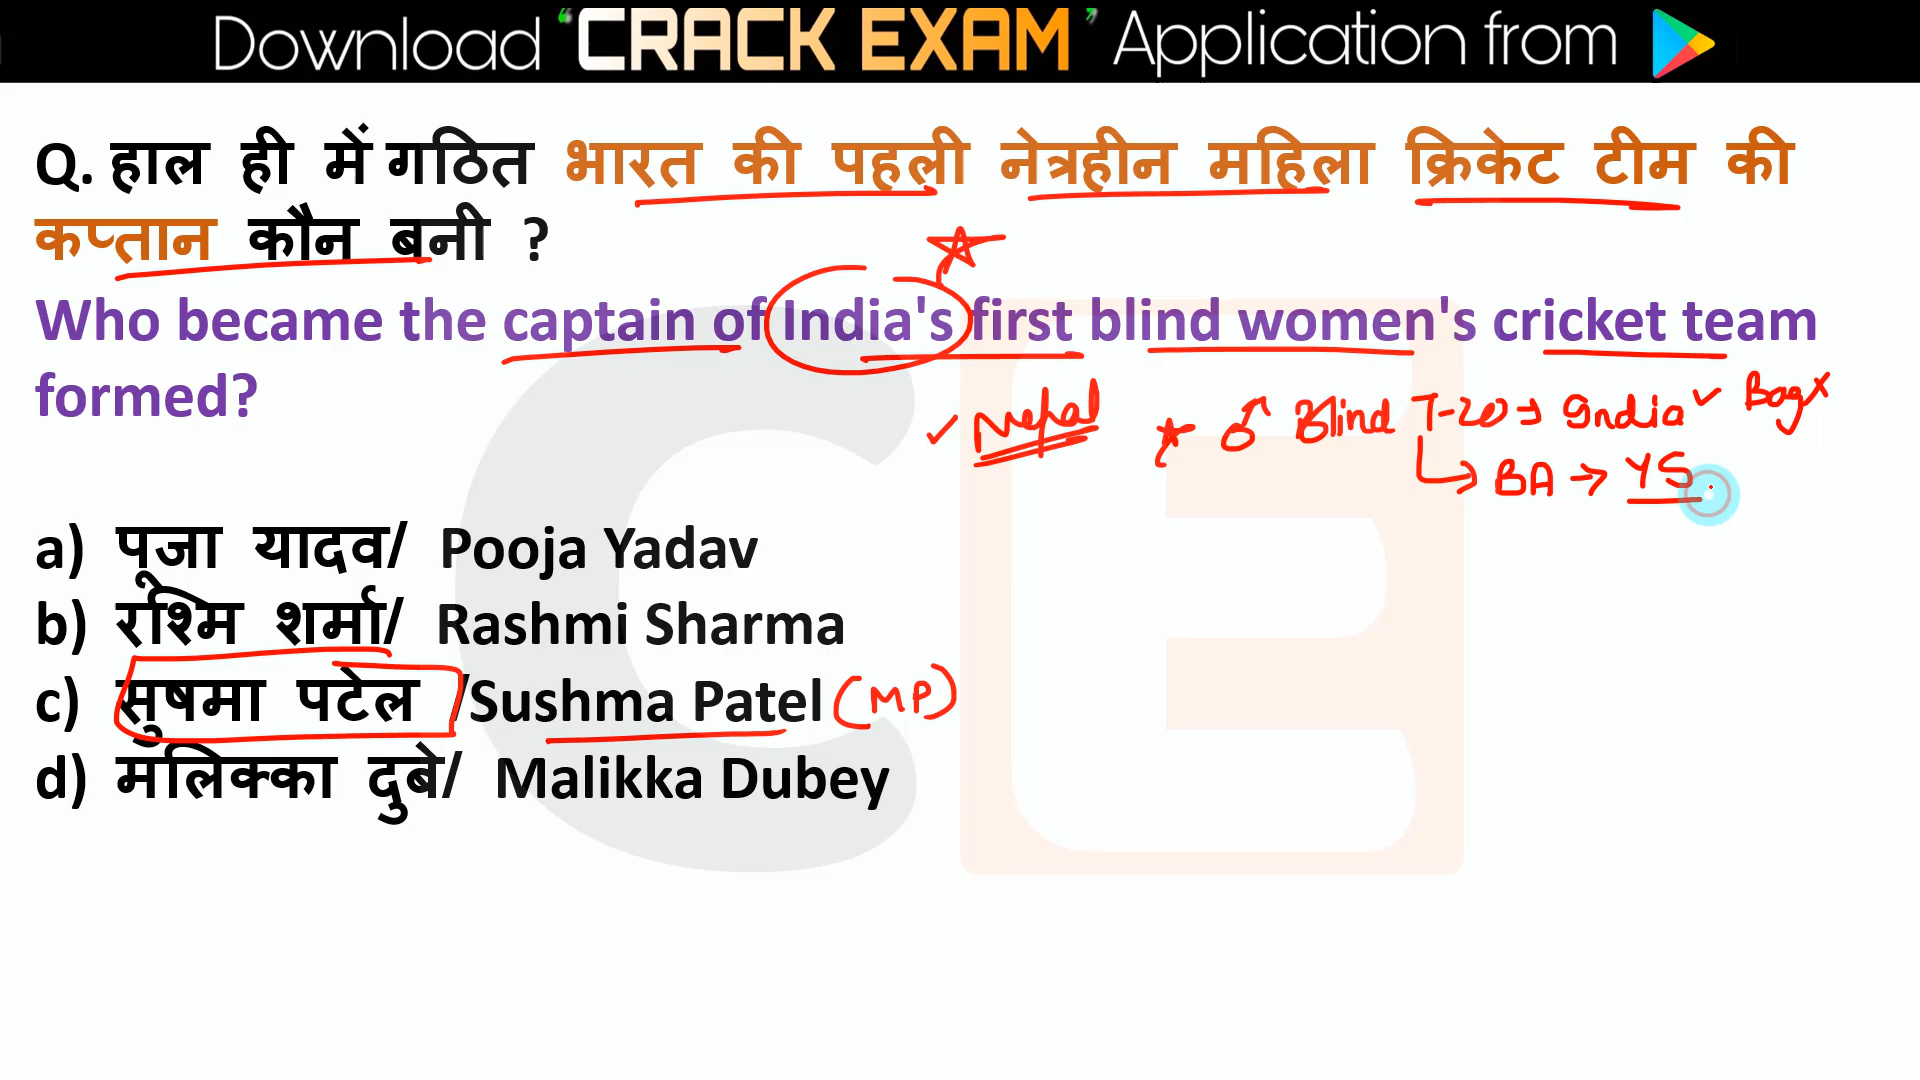 Download ‘CRACK EXAM’ Application from
Q. हाल ही में गठित भारत की पहली नेत्रहीन महिला क्रिकेट टीम की
कप्तान कौन बनी ?
Who became the captain of India's first blind women's cricket team
formed?
Nepal
Blind T-20 → India ✓
BA → YS
a) पूजा यादव/ Pooja Yadav
b) रश्मि शर्मा/ Rashmi Sharma
c) सुषमा पटेल /Sushma Patel (MP)
d) मलिक्का दुबे/ Malikka Dubey
CE